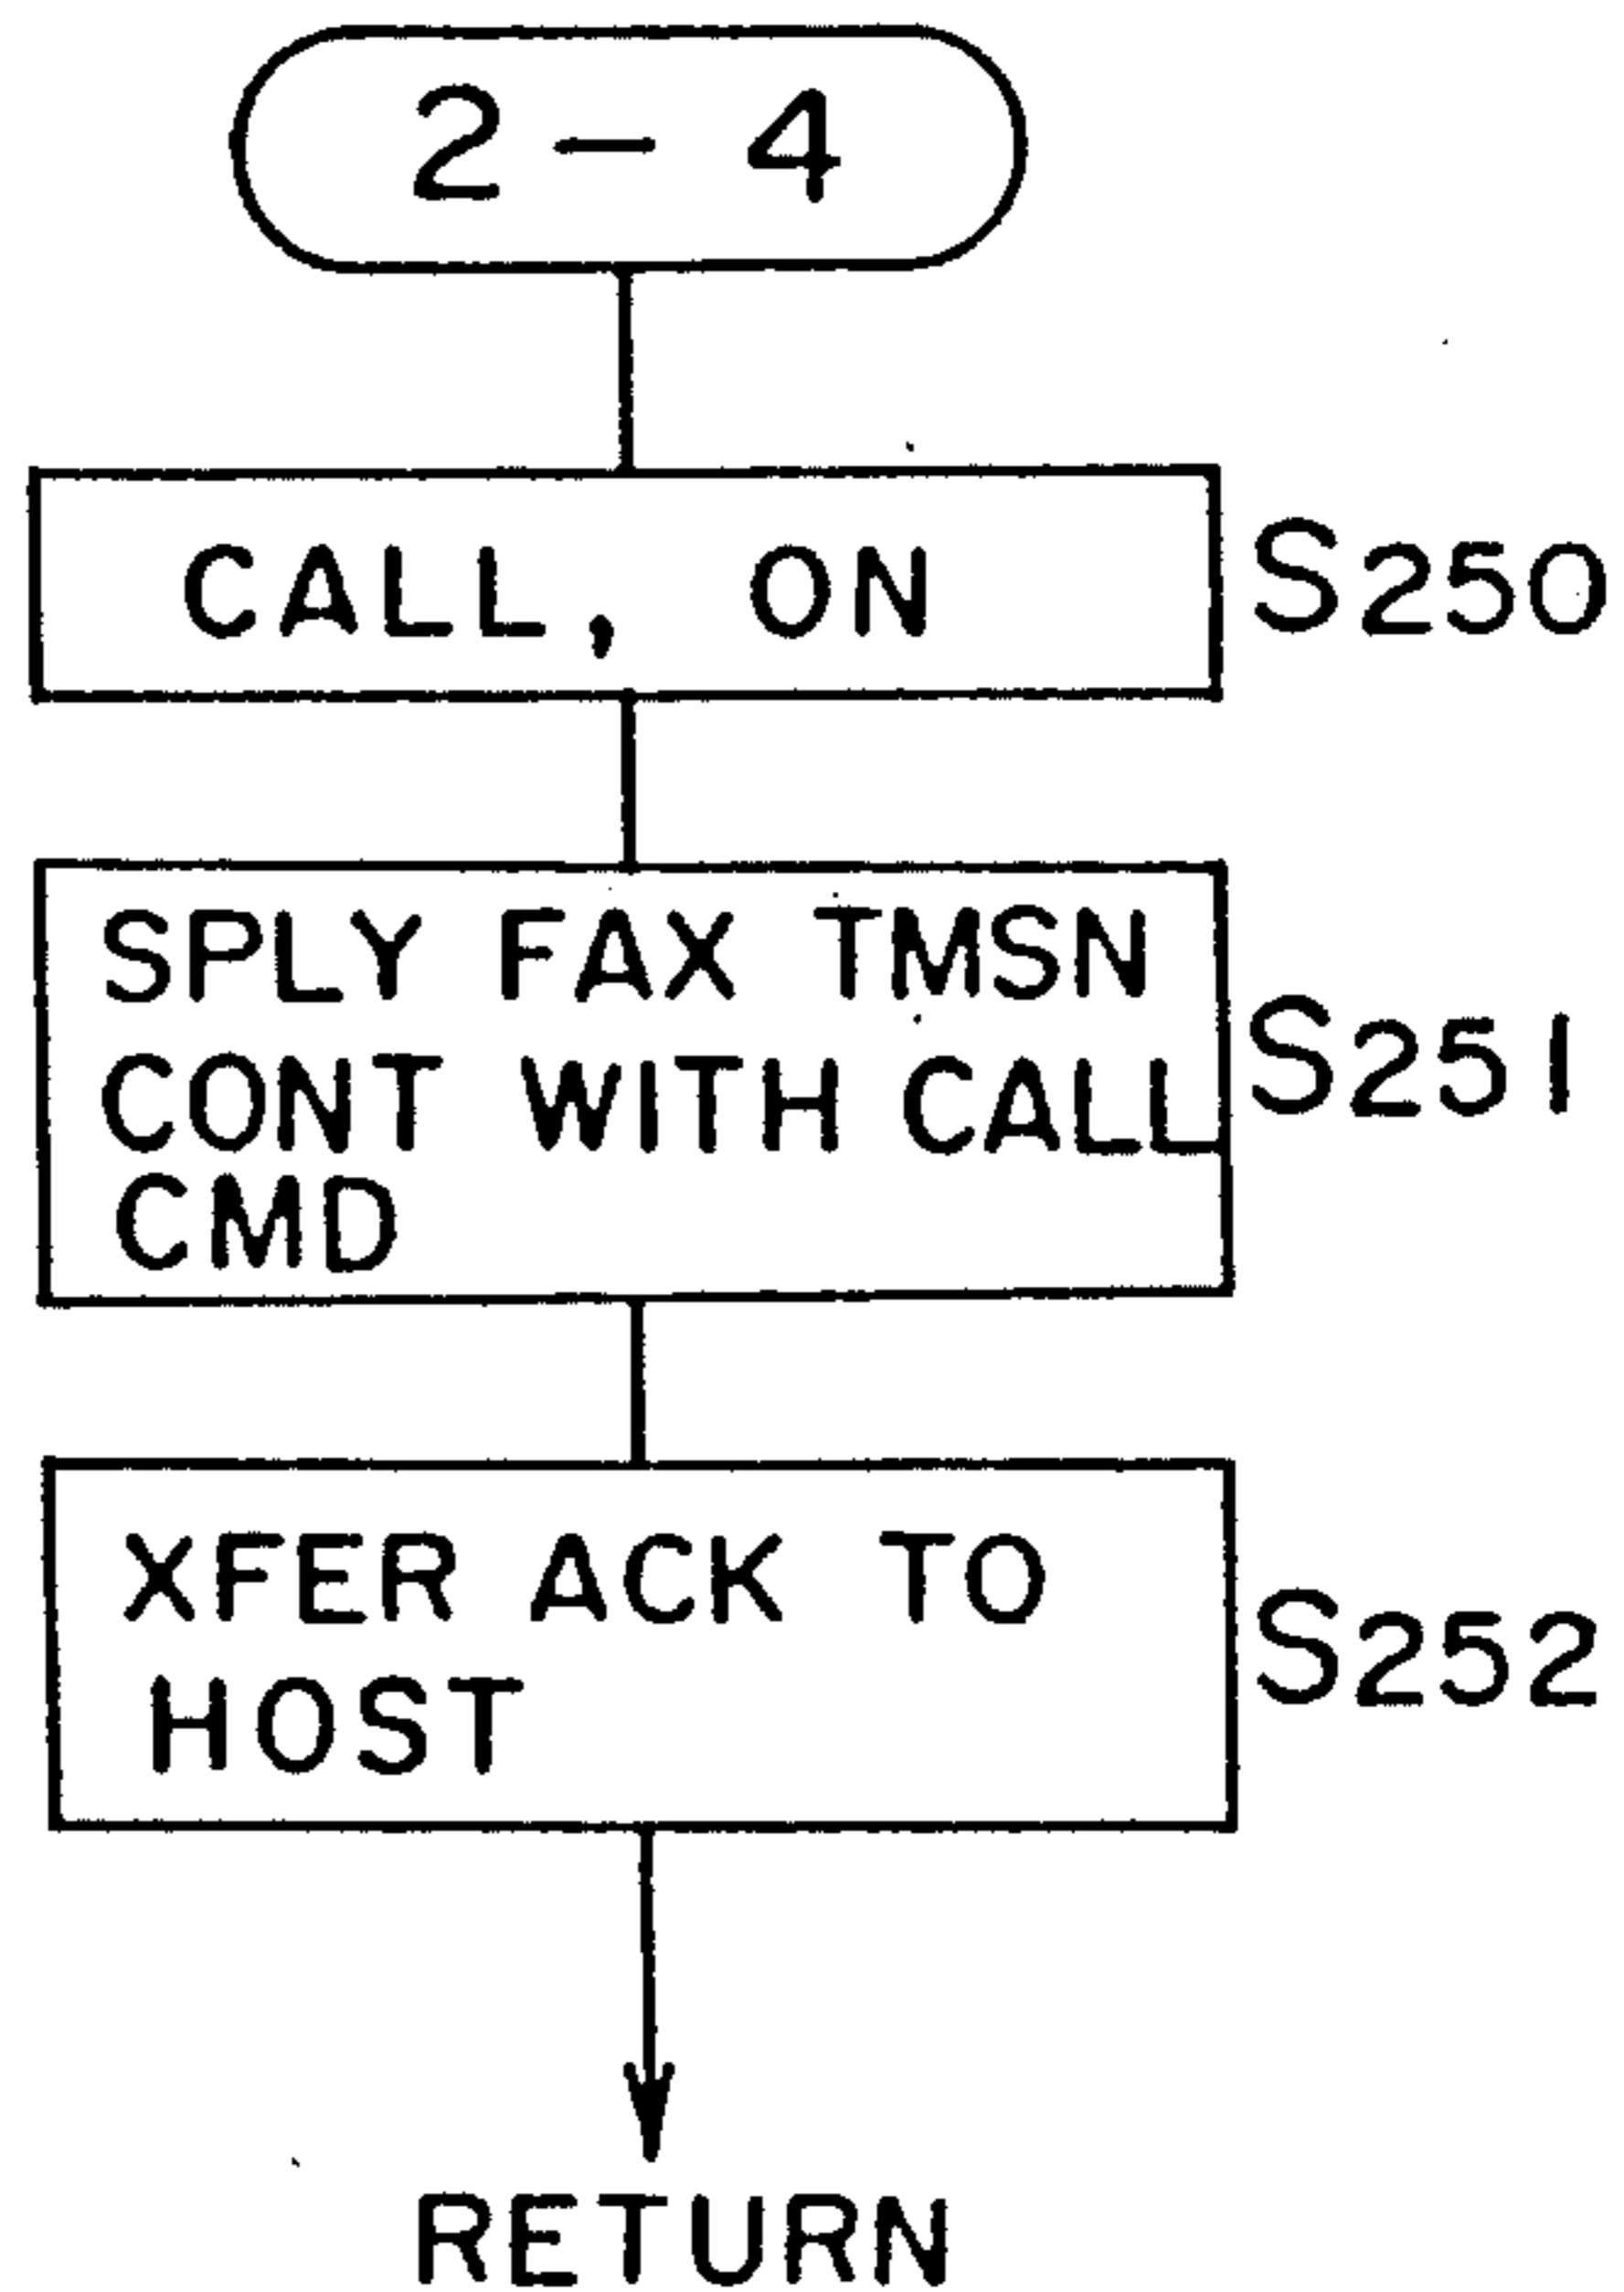 2-4
CALL, ON
S250
SPLY FAX TMSN
CONT WITH CALL
CMD
S251
XFER ACK TO
HOST
S252
RETURN